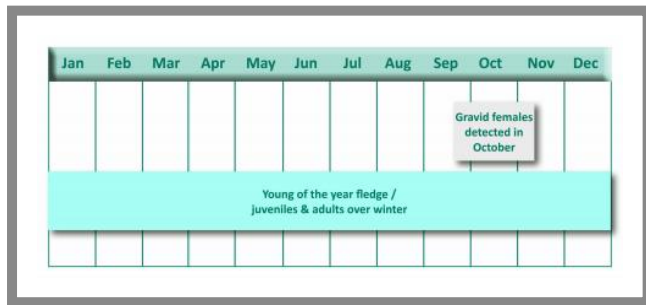 Jan Feb Mar Apr May Jun Jul Aug Sep Oct Nov Dec
Gravid females
detected in
October
Young of the year fledge /
juveniles & adults over winter